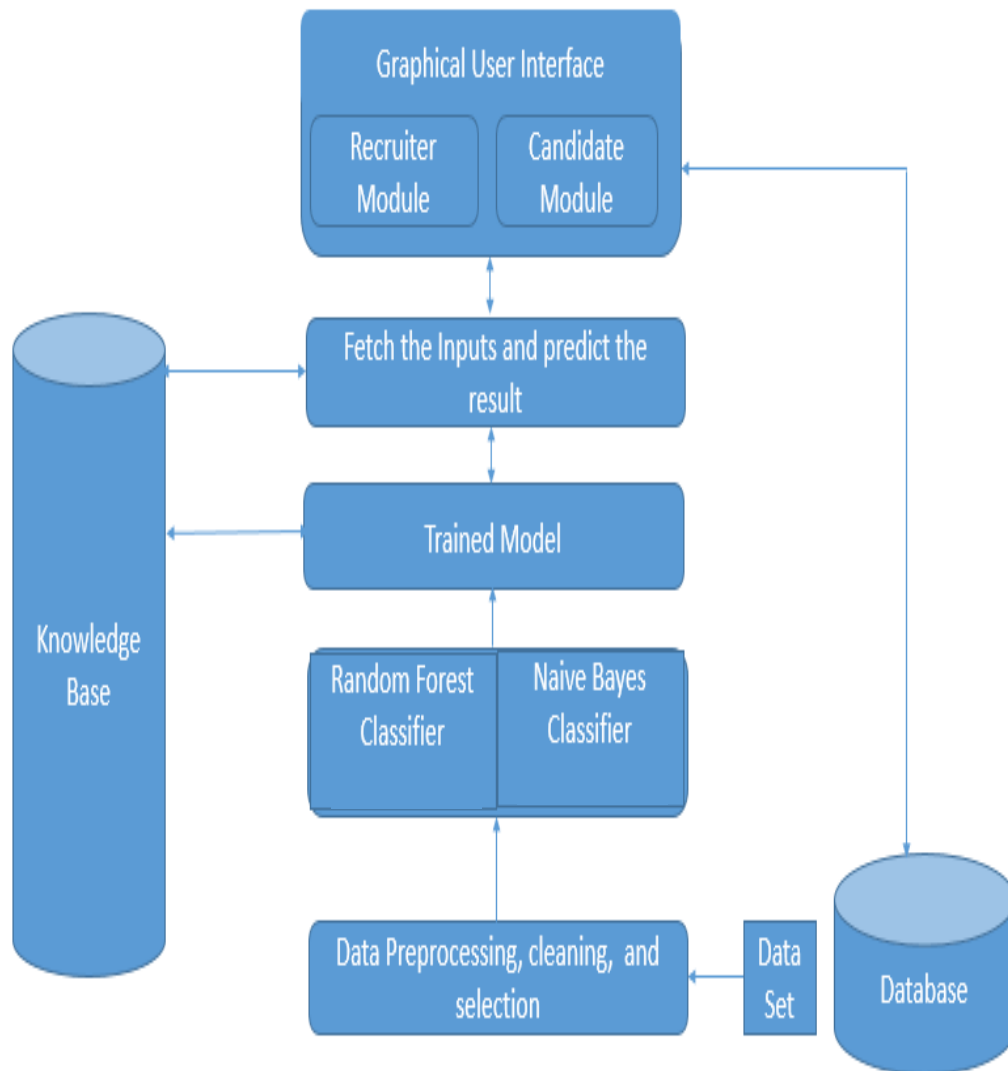 Graphical User Interface
Recruiter
Module
Candidate
Module
Fetch the Inputs and predict the
result
Trained Model
Knowledge
Base
Random Forest
Classifier
Naive Bayes
Classifier
Data Preprocessing, cleaning, and
selection
Data
Set
Database